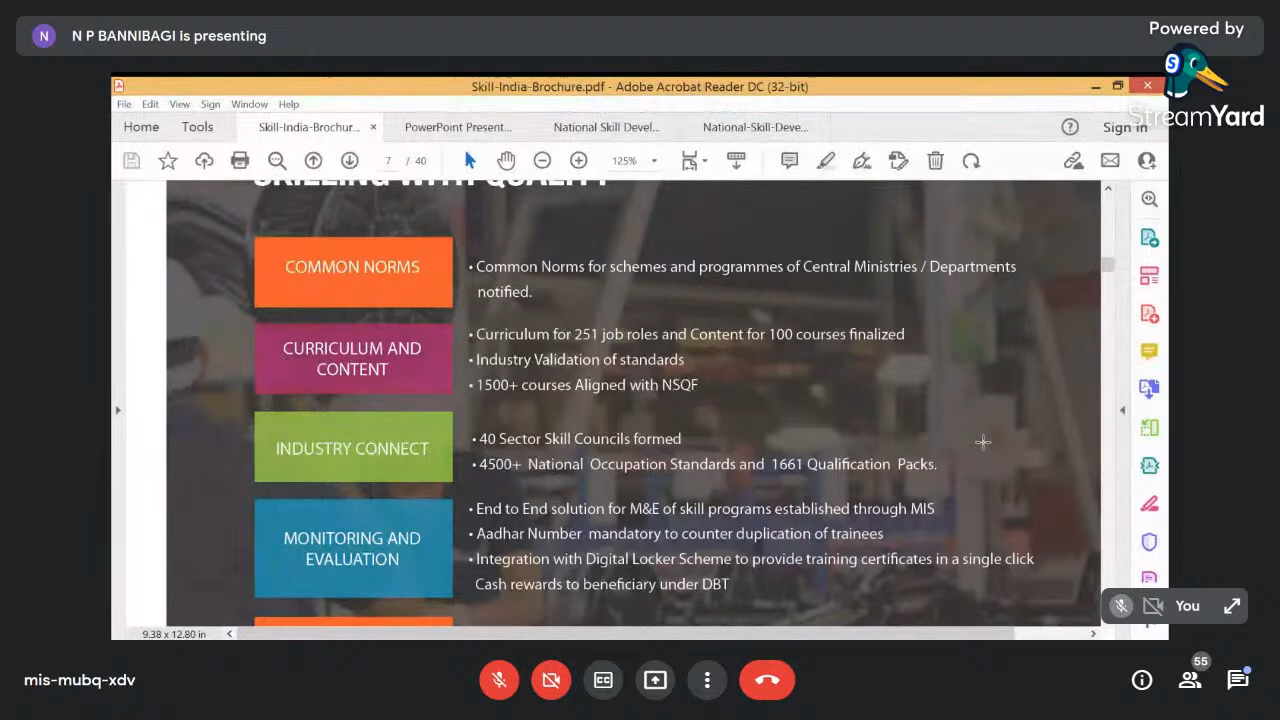 N
N P BANNIBAGI is presenting
Powered by
S
StreamYard
Skill-India-Brochure.pdf - Adobe Acrobat Reader DC (32-bit)
File Edit View Sign Window Help
Home Tools Skill-India-Brochur... × PowerPoint Present... National Skill Devel... National-Skill-Deve... Sign In
7 / 40 125%
SKILLING WITH QUALITY
COMMON NORMS
• Common Norms for schemes and programmes of Central Ministries / Departments
notified.
CURRICULUM AND
CONTENT
• Curriculum for 251 job roles and Content for 100 courses finalized
• Industry Validation of standards
• 1500+ courses Aligned with NSQF
INDUSTRY CONNECT
• 40 Sector Skill Councils formed
• 4500+ National Occupation Standards and 1661 Qualification Packs.
MONITORING AND
EVALUATION
• End to End solution for M&E of skill programs established through MIS
• Aadhar Number mandatory to counter duplication of trainees
• Integration with Digital Locker Scheme to provide training certificates in a single click
Cash rewards to beneficiary under DBT
You
9.38 x 12.80 in
mis-mubq-xdv
55